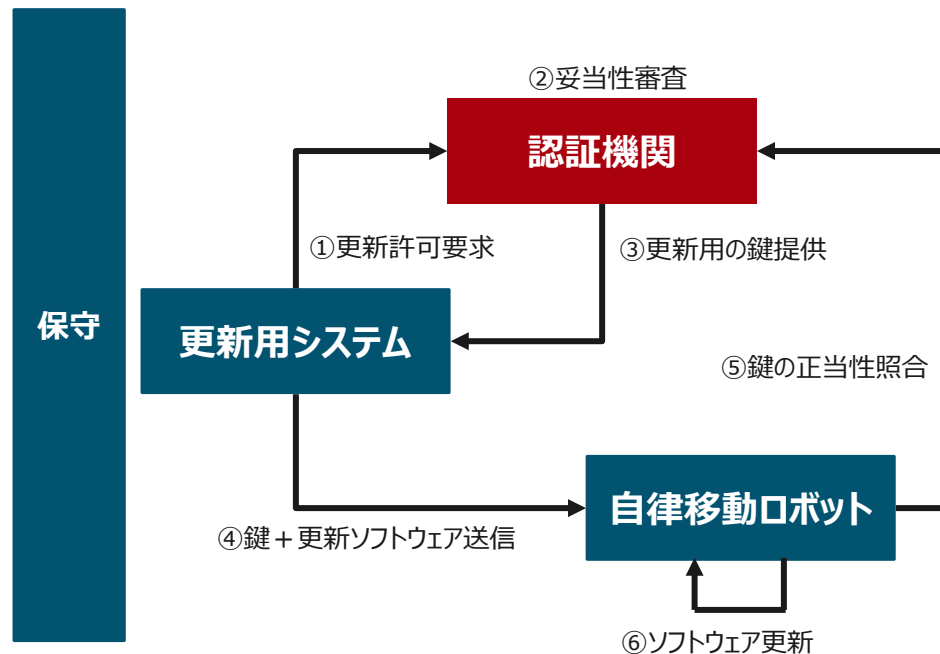 保守
②妥当性審査
認証機関
①更新許可要求
③更新用の鍵提供
更新用システム
⑤鍵の正当性照合
自律移動ロボット
④鍵+更新ソフトウェア送信
⑥ソフトウェア更新